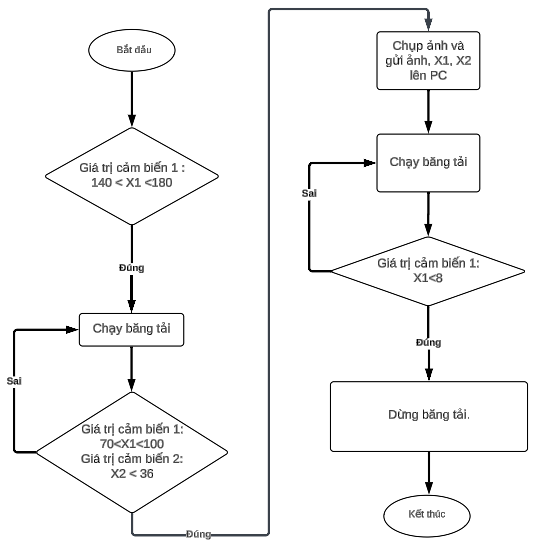 Bắt đầu
Giá trị cảm biến 1 :
140 < X1 <180
Đúng
Chạy băng tải
Sai
Giá trị cảm biến 1:
70<X1<100
Giá trị cảm biến 2:
X2 < 36
Đúng
Chụp ảnh và
gửi ảnh, X1, X2
lên PC
Chạy băng tải
Sai
Giá trị cảm biến 1:
X1<8
Đúng
Dừng băng tải.
Kết thúc